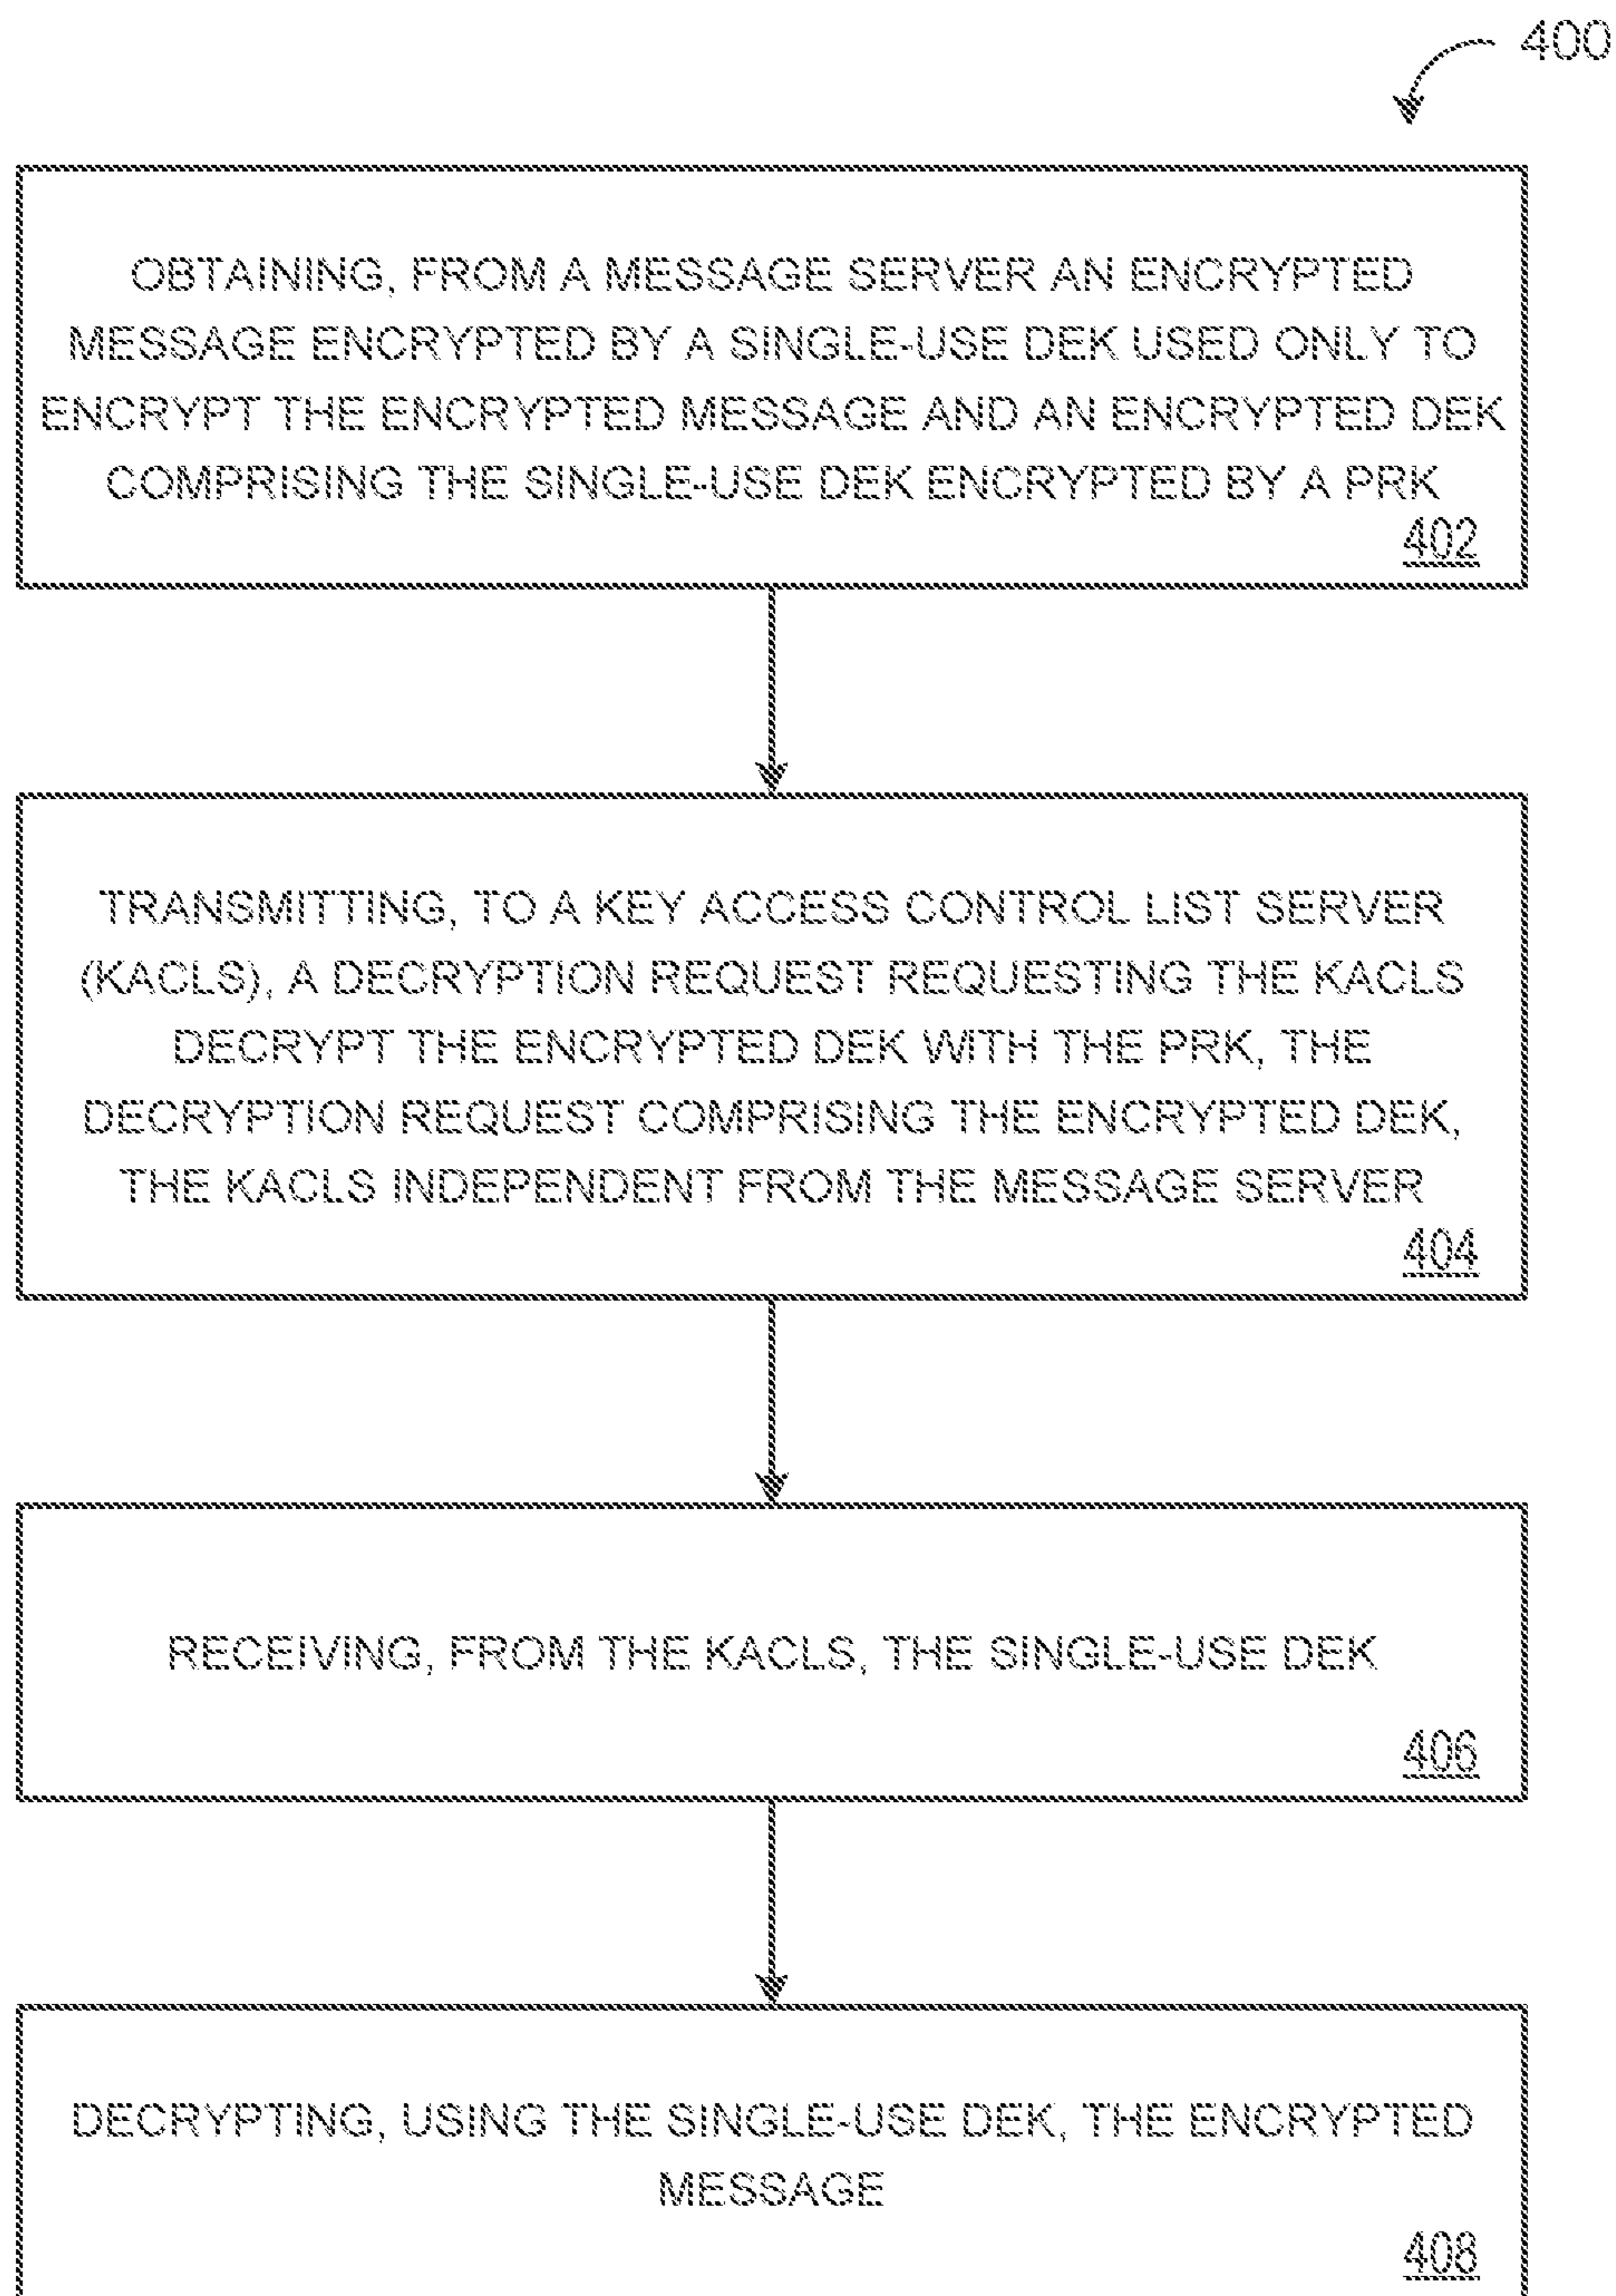 400
OBTAINING, FROM A MESSAGE SERVER AN ENCRYPTED
MESSAGE ENCRYPTED BY A SINGLE-USE DEK USED ONLY TO
ENCRYPT THE ENCRYPTED MESSAGE AND AN ENCRYPTED DEK
COMPRISING THE SINGLE-USE DEK ENCRYPTED BY A PRK
402
TRANSMITTING, TO A KEY ACCESS CONTROL LIST SERVER
(KACLS), A DECRYPTION REQUEST REQUESTING THE KACLS
DECRYPT THE ENCRYPTED DEK WITH THE PRK, THE
DECRYPTION REQUEST COMPRISING THE ENCRYPTED DEK,
THE KACLS INDEPENDENT FROM THE MESSAGE SERVER
404
RECEIVING, FROM THE KACLS, THE SINGLE-USE DEK
406
DECRYPTING, USING THE SINGLE-USE DEK, THE ENCRYPTED
MESSAGE
408